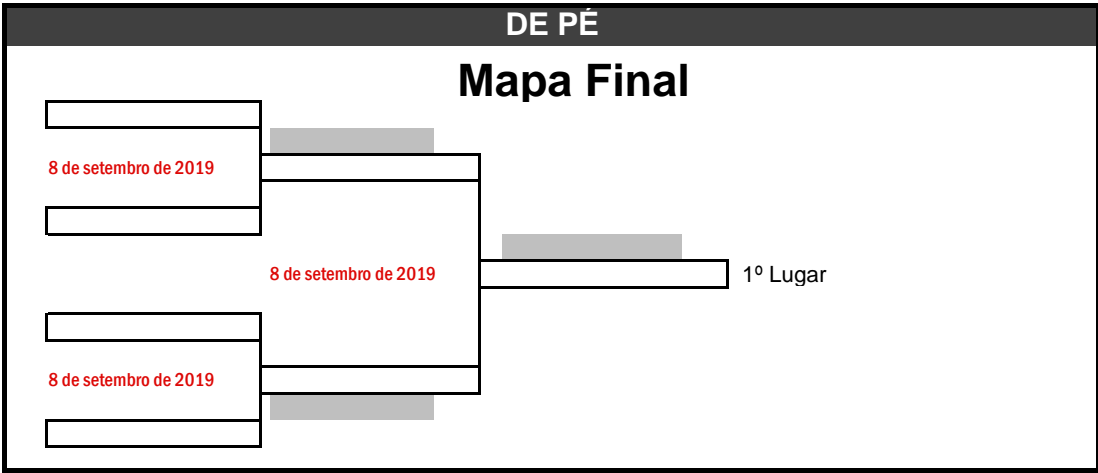 DE PÉ
Mapa Final
8 de setembro de 2019
8 de setembro de 2019
1º Lugar
8 de setembro de 2019